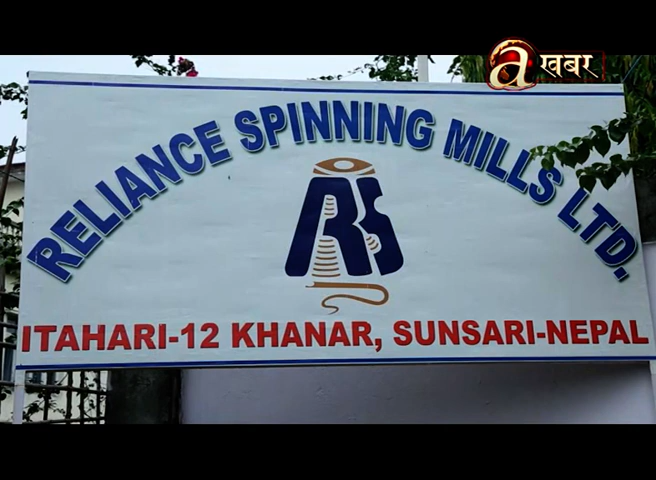 a खबर
RELIANCE SPINNING MILLS LTD.
RS
ITAHARI-12 KHANAR, SUNSARI-NEPAL